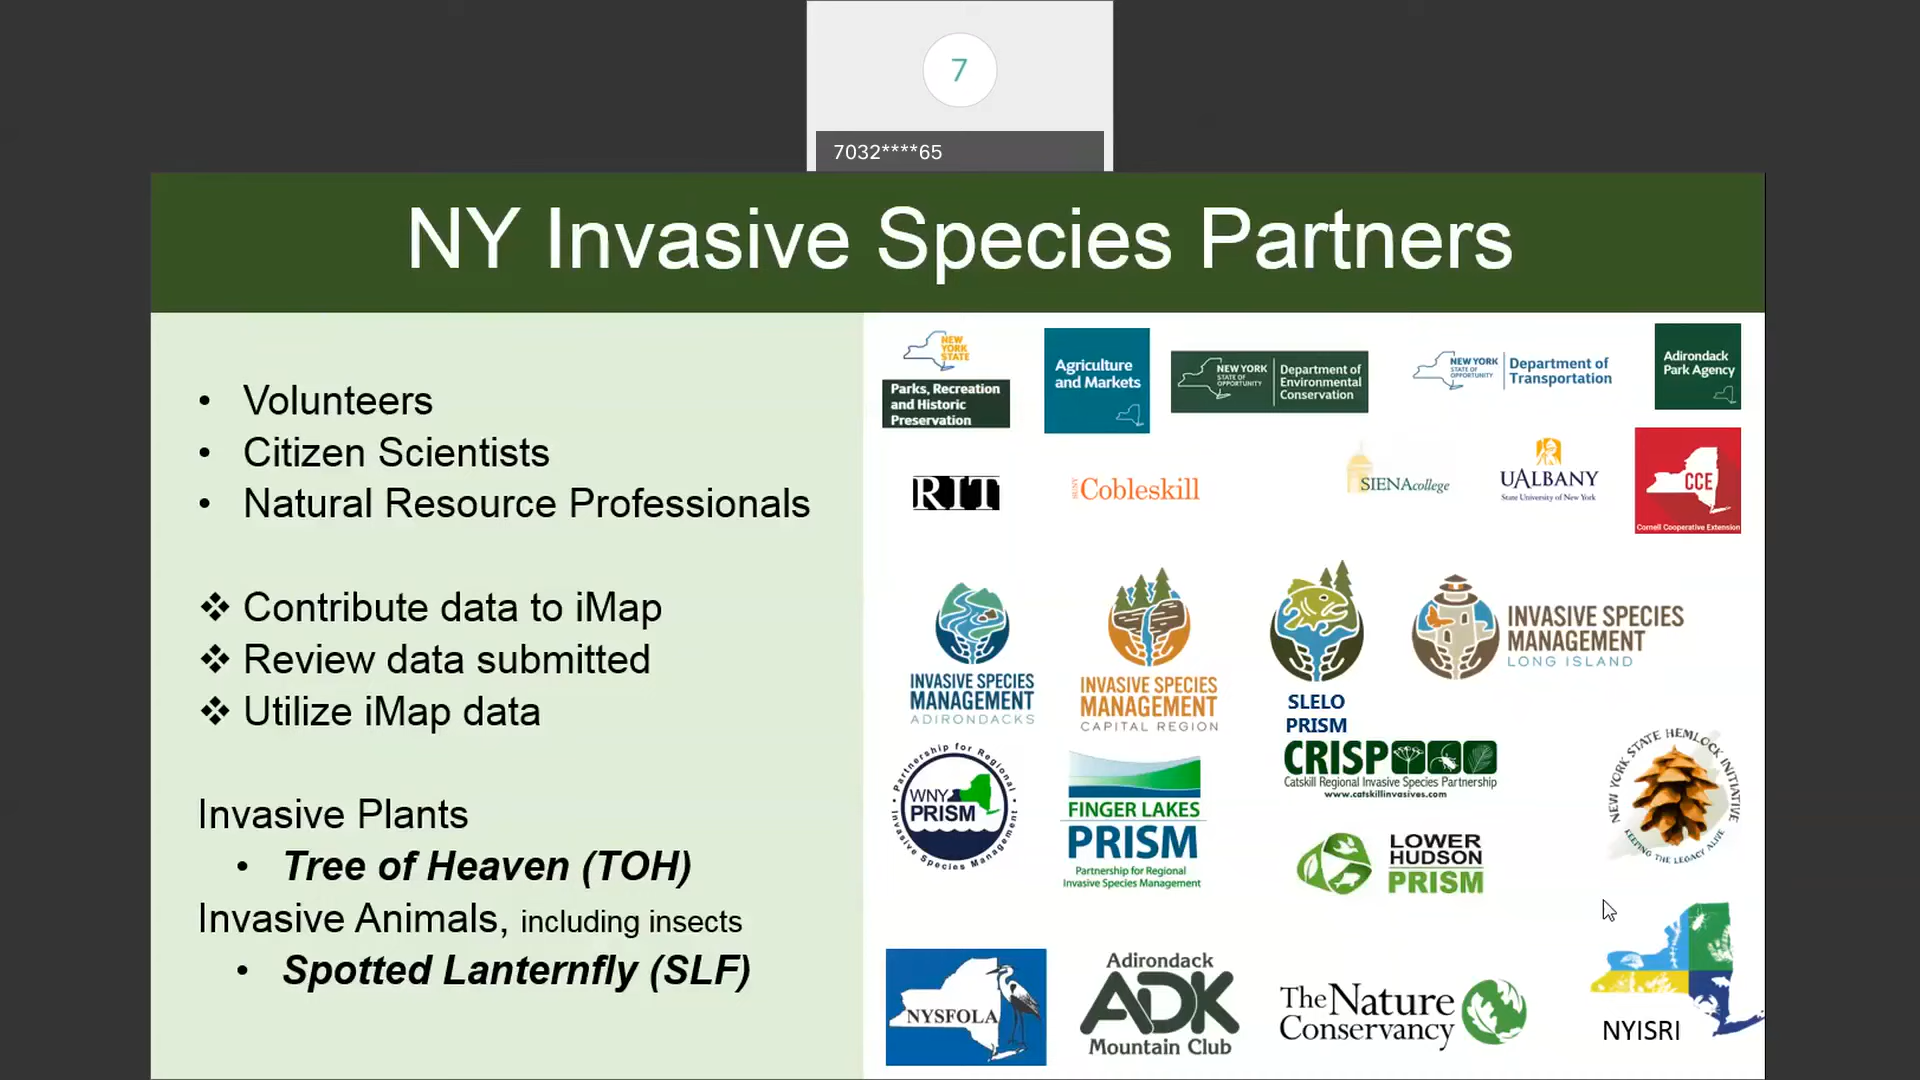 7
7032****65
NY Invasive Species Partners
• Volunteers
• Citizen Scientists
• Natural Resource Professionals
❖ Contribute data to iMap
❖ Review data submitted
❖ Utilize iMap data
Invasive Plants
• Tree of Heaven (TOH)
Invasive Animals, including insects
• Spotted Lanternfly (SLF)
NEW
YORK
STATE
Parks, Recreation
and Historic
Preservation
Agriculture
and Markets
NEW YORK
STATE OF
OPPORTUNITY
Department of
Environmental
Conservation
NEW YORK
STATE OF
OPPORTUNITY
Department of
Transportation
Adirondack
Park Agency
RIT
SUNY Cobleskill
SIENAcollege
UALBANY
State University of New York
CCE
Cornell Cooperative Extension
INVASIVE SPECIES
MANAGEMENT
ADIRONDACKS
INVASIVE SPECIES
MANAGEMENT
CAPITAL REGION
SLELO
PRISM
INVASIVE SPECIES
MANAGEMENT
LONG ISLAND
Partnership for Regional
WNY
PRISM
Invasive Species Management
FINGER LAKES
PRISM
Partnership for Regional
Invasive Species Management
CRISP
Catskill Regional Invasive Species Partnership
www.catskillinvasives.com
LOWER
HUDSON
PRISM
NEW YORK STATE HEMLOCK INITIATIVE
KEEPING THE LEGACY ALIVE
NYSFOLA
Adirondack
ADK
Mountain Club
The Nature
Conservancy
NYISRI